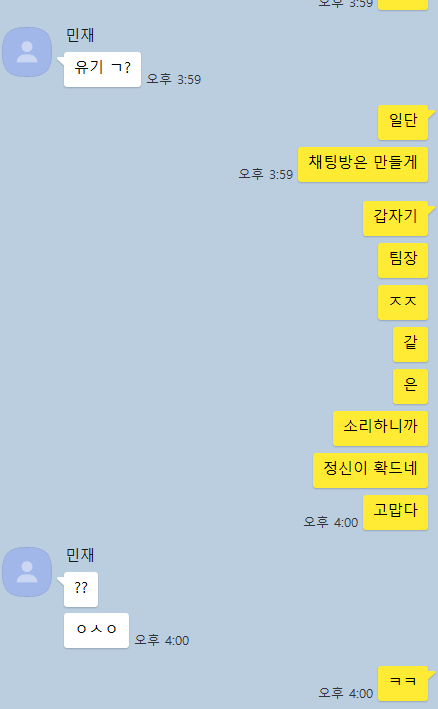 오후 3:59
민재
유기 ㄱ?
오후 3:59
일단
채팅방은 만들게
오후 3:59
갑자기
팀장
ㅈㅈ
같
은
소리하니까
정신이 확드네
고맙다
오후 4:00
민재
??
ㅇㅅㅇ
오후 4:00
ㅋㅋ
오후 4:00